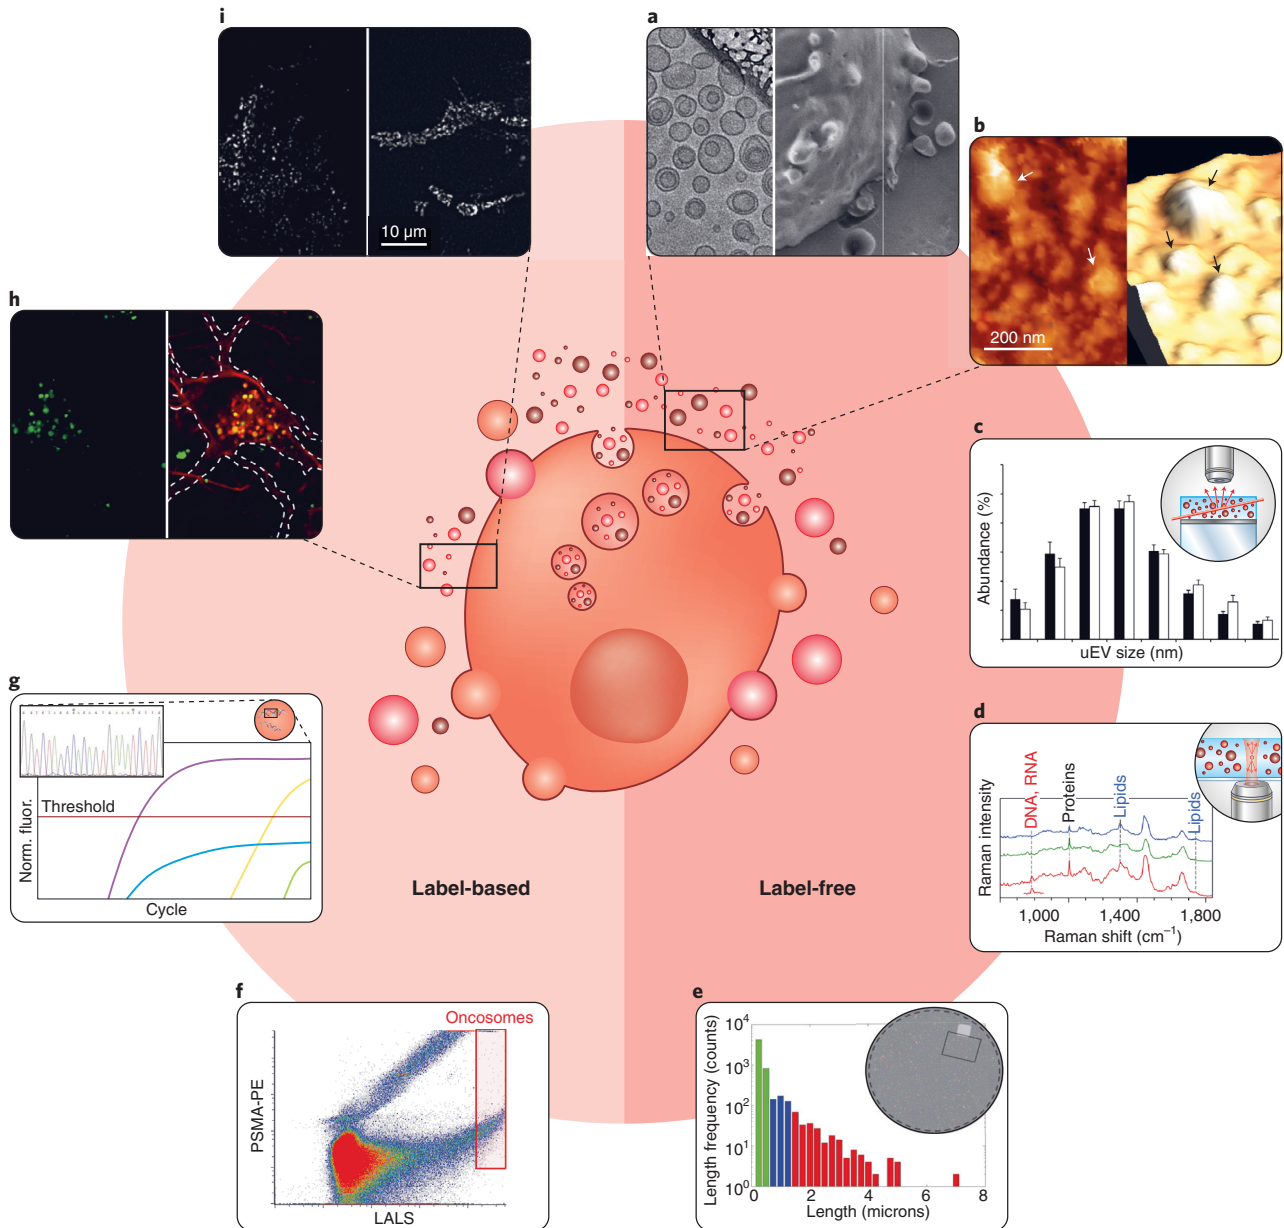 i
10 µm
a
b
200 nm
h
c
Abundance (%)
uEV size (nm)
g
Norm. fluor.
Threshold
Cycle
Label-based
Label-free
d
Raman intensity
DNA, RNA
Proteins
Lipids
Lipids
1,000
1,400
1,800
Raman shift (cm⁻¹)
f
Oncosomes
PSMA-PE
LALS
e
Length frequency (counts)
10⁴
10³
10²
10¹
10⁰
0
2
4
6
8
Length (microns)